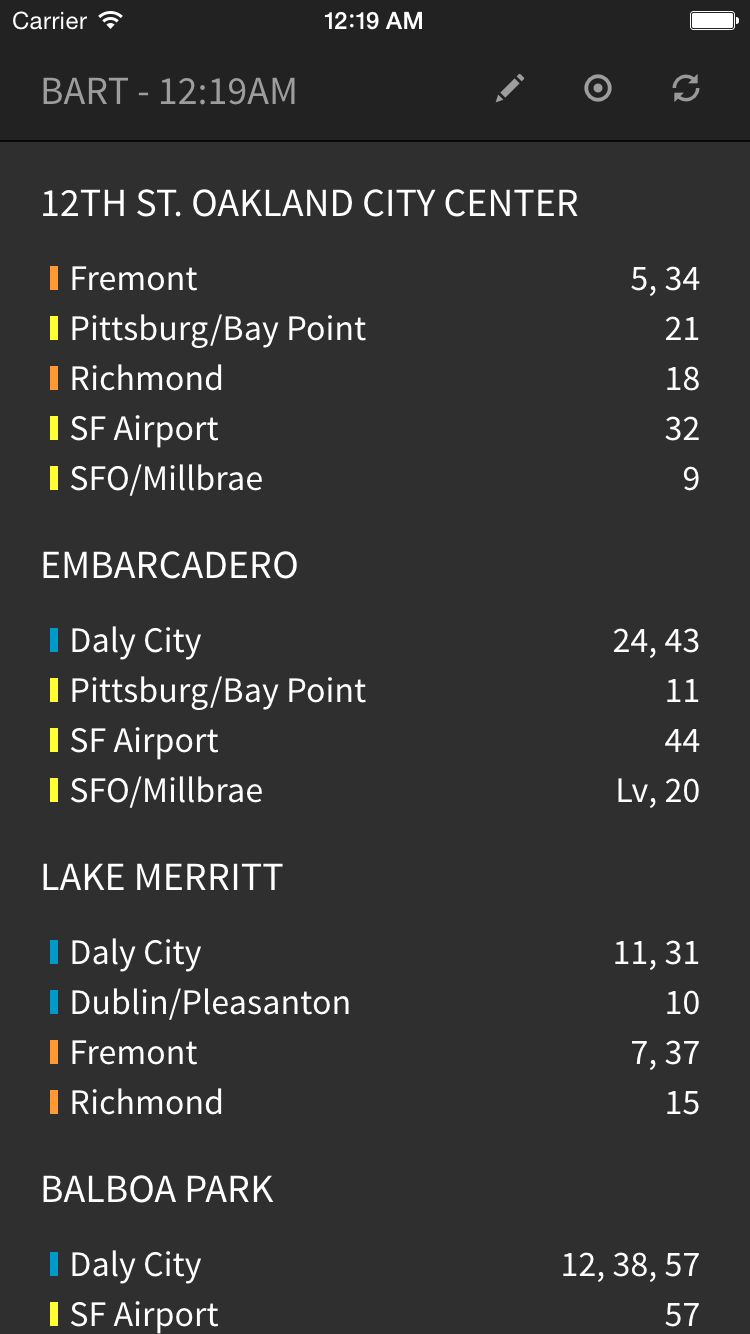 Carrier 12:19 AM
BART - 12:19AM
12TH ST. OAKLAND CITY CENTER
Fremont 5, 34
Pittsburg/Bay Point 21
Richmond 18
SF Airport 32
SFO/Millbrae 9
EMBARCADERO
Daly City 24, 43
Pittsburg/Bay Point 11
SF Airport 44
SFO/Millbrae Lv, 20
LAKE MERRITT
Daly City 11, 31
Dublin/Pleasanton 10
Fremont 7, 37
Richmond 15
BALBOA PARK
Daly City 12, 38, 57
SF Airport 57